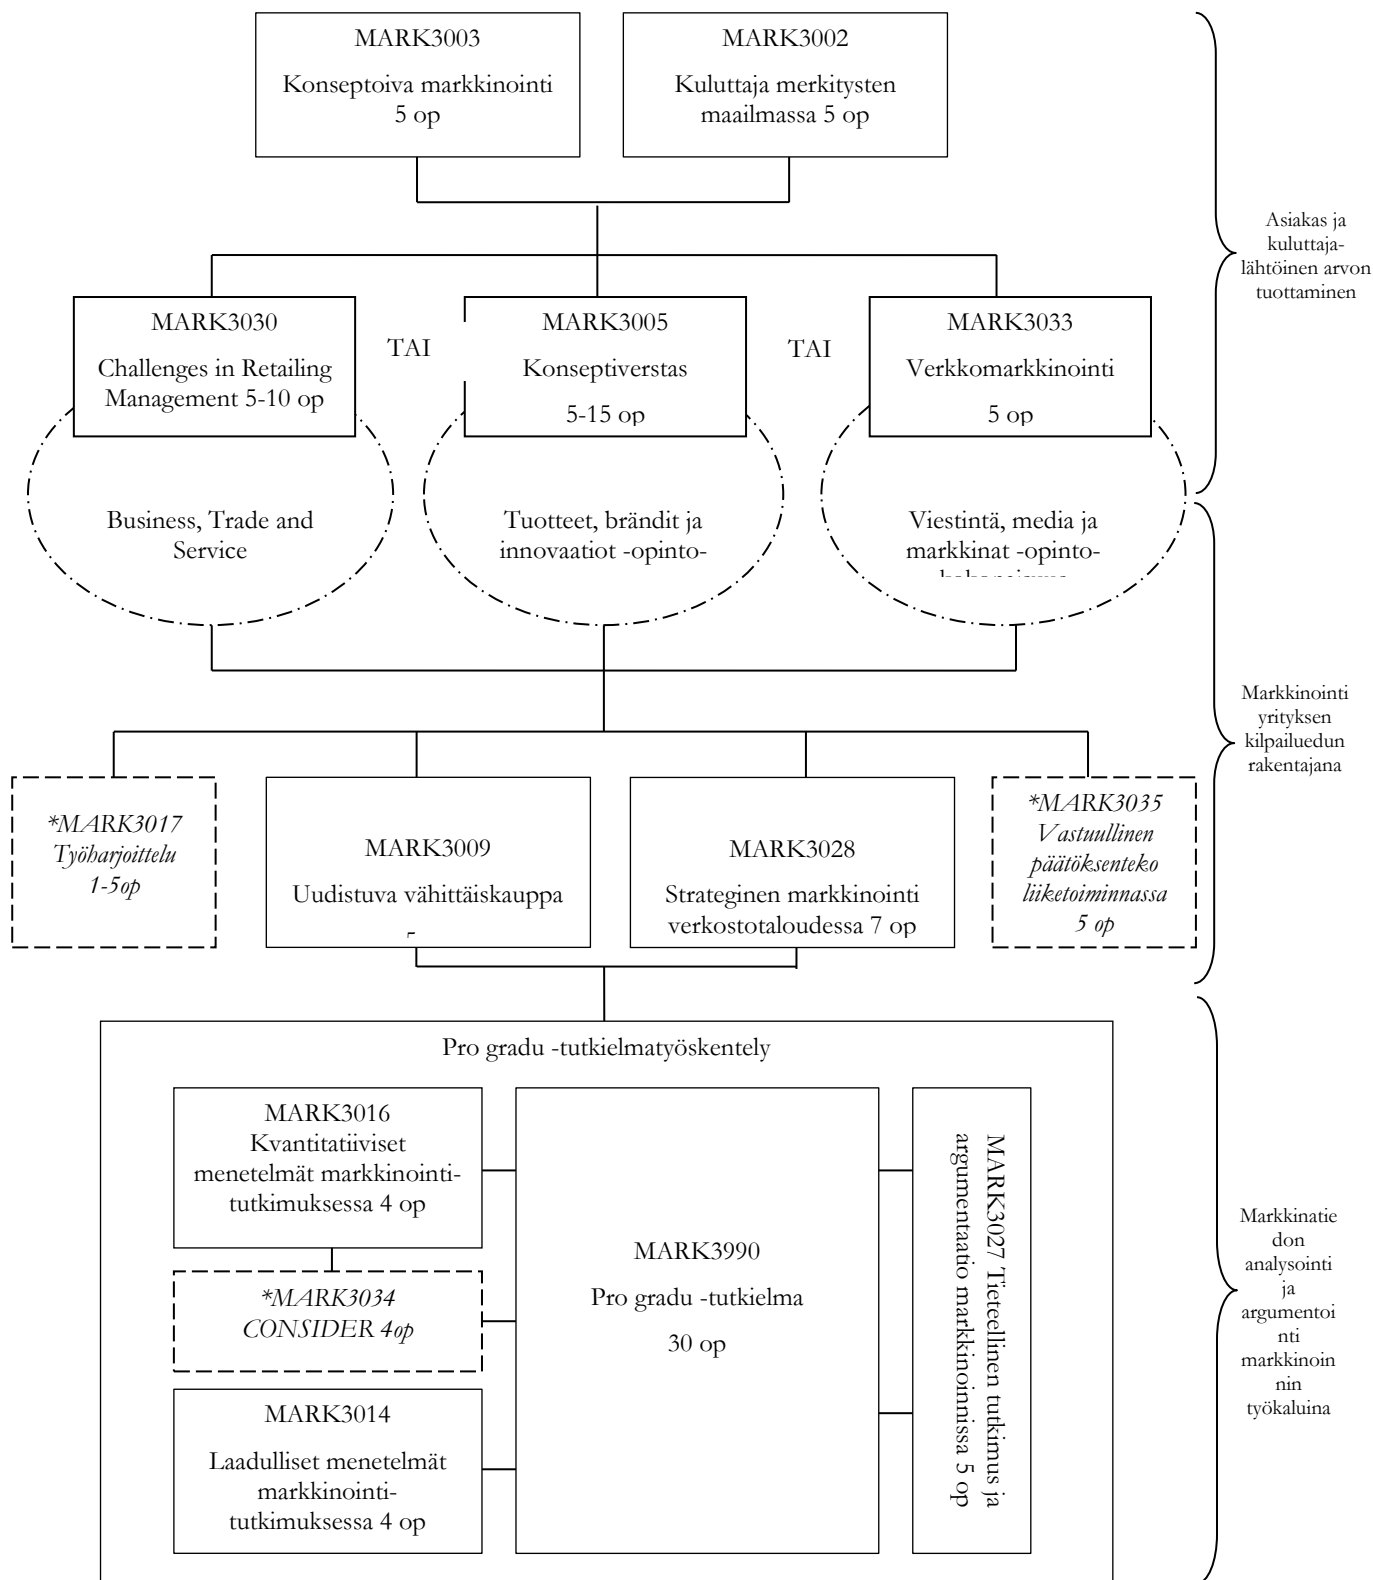 MARK3003
Konseptoiva markkinointi
5 op
MARK3002
Kuluttaja merkitysten
maailmassa 5 op
Asiakas ja
kuluttaja-
lähtöinen arvon
tuottaminen
MARK3030
Challenges in Retailing
Management 5-10 op
TAI
MARK3005
Konseptiverstas
5-15 op
TAI
MARK3033
Verkkomarkkinointi
5 op
Business, Trade and
Service
Tuotteet, brändit ja
innovaatiot -opinto-
Viestintä, media ja
markkinat -opinto-
Markkinointi
yrityksen
kilpailuedun
rakentajana
*MARK3017
Työharjoittelu
1-5op
MARK3009
Uudistuva vähittäiskauppa
MARK3028
Strateginen markkinointi
verkostotaloudessa 7 op
*MARK3035
Vastuullinen
päätöksenteko
liiketoiminnassa
5 op
Pro gradu -tutkielmatyöskentely
MARK3016
Kvantitatiiviset
menetelmät markkinointi-
tutkimuksessa 4 op
*MARK3034
CONSIDER 4op
MARK3014
Laadulliset menetelmät
markkinointi-
tutkimuksessa 4 op
MARK3990
Pro gradu -tutkielma
30 op
MARK3027 Tieteellinen tutkimus ja
argumentaatio markkinoinnissa 5 op
Markkinatie
don
analysointi
ja
argumentoi
nti
markkinoin
nin
työkaluina